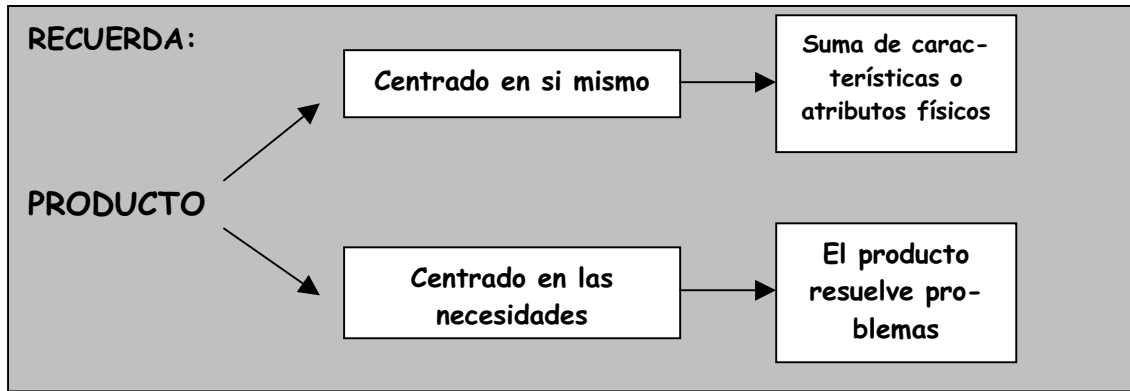 RECUERDA:
Centrado en si mismo
Suma de carac-
terísticas o
atributos físicos
PRODUCTO
Centrado en las
necesidades
El producto
resuelve pro-
blemas